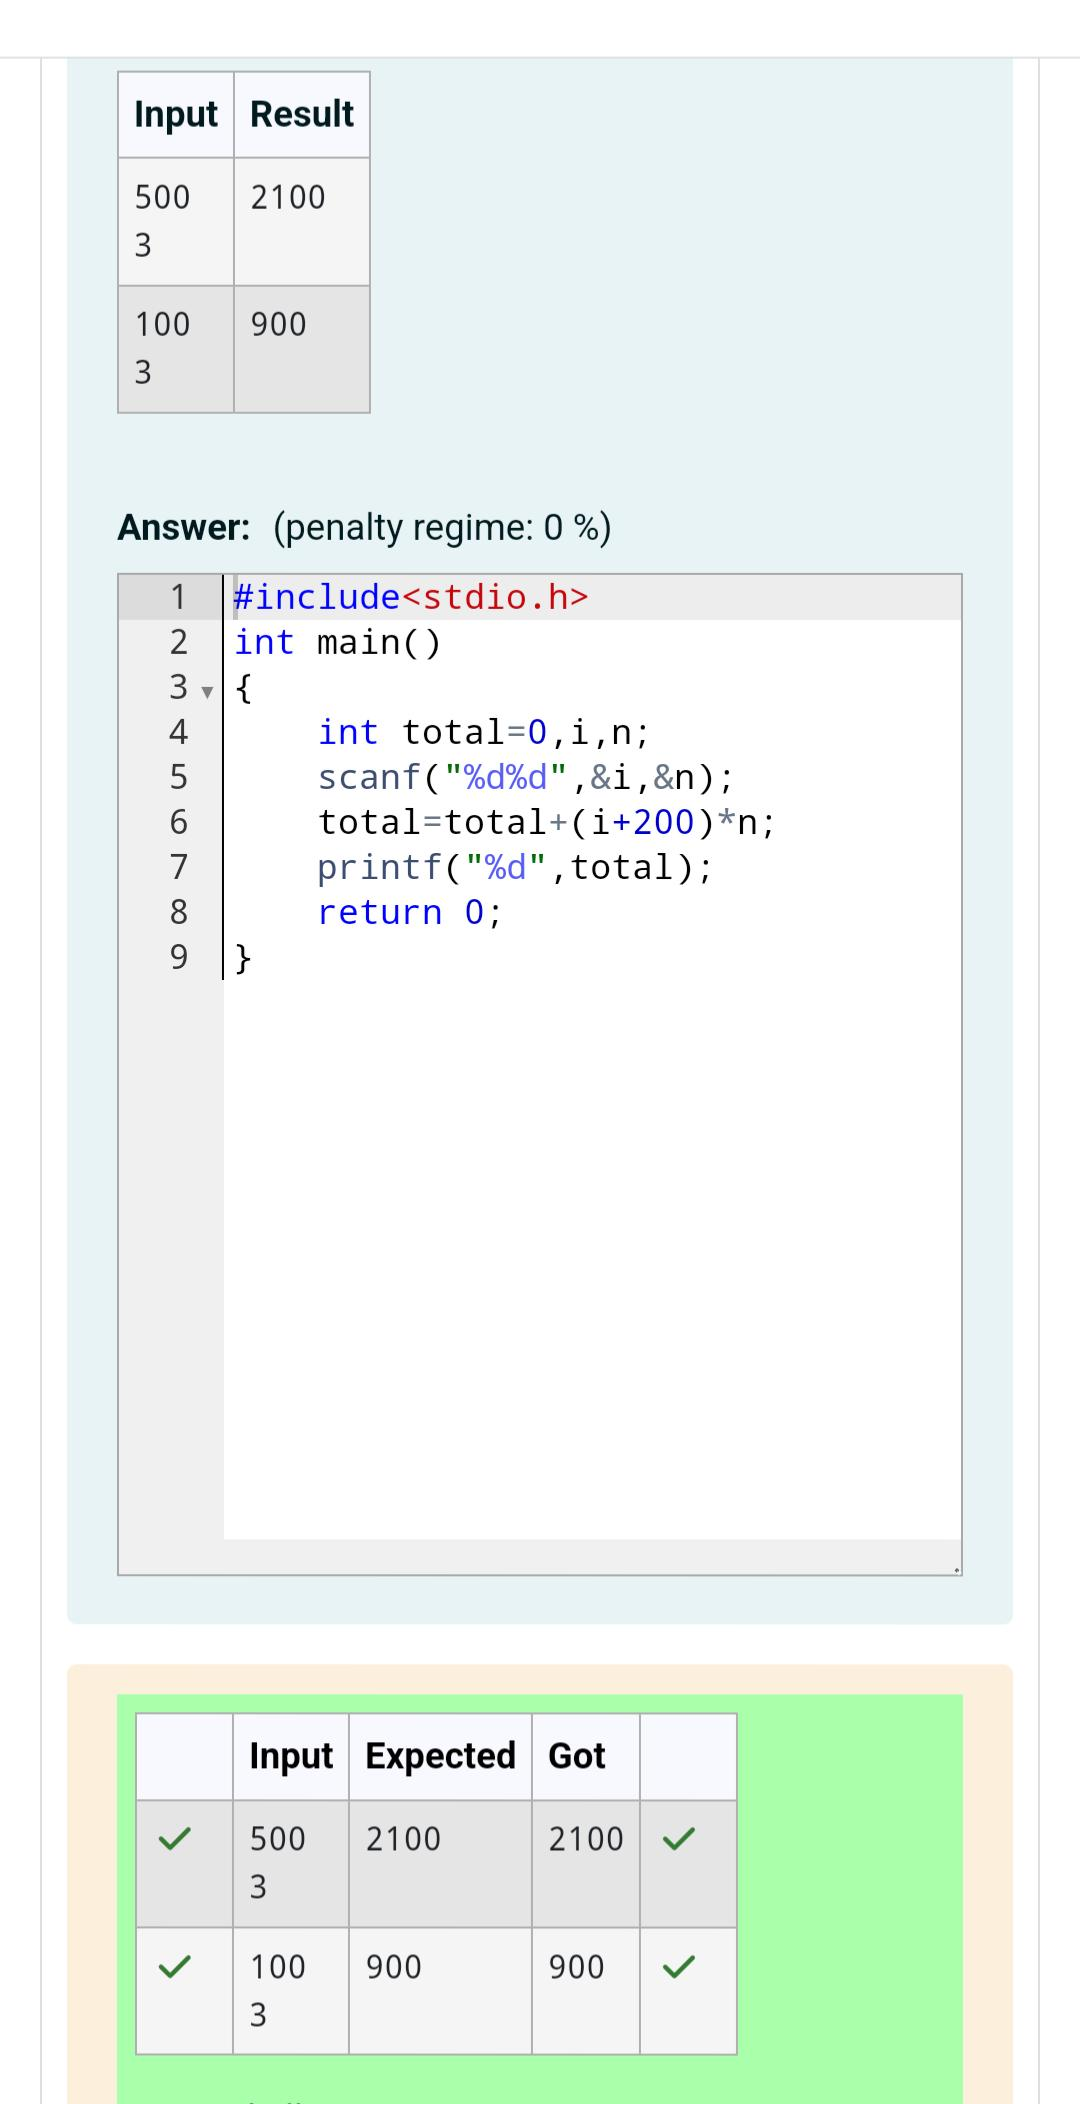 Input Result
500 2100
3
100 900
3
Answer: (penalty regime: 0 %)
1 #include<stdio.h>
2 int main()
3 {
4 int total=0,i,n;
5 scanf("%d%d",&i,&n);
6 total=total+(i+200)*n;
7 printf("%d",total);
8 return 0;
9 }
Input Expected Got
500 2100 2100
3
100 900 900
3